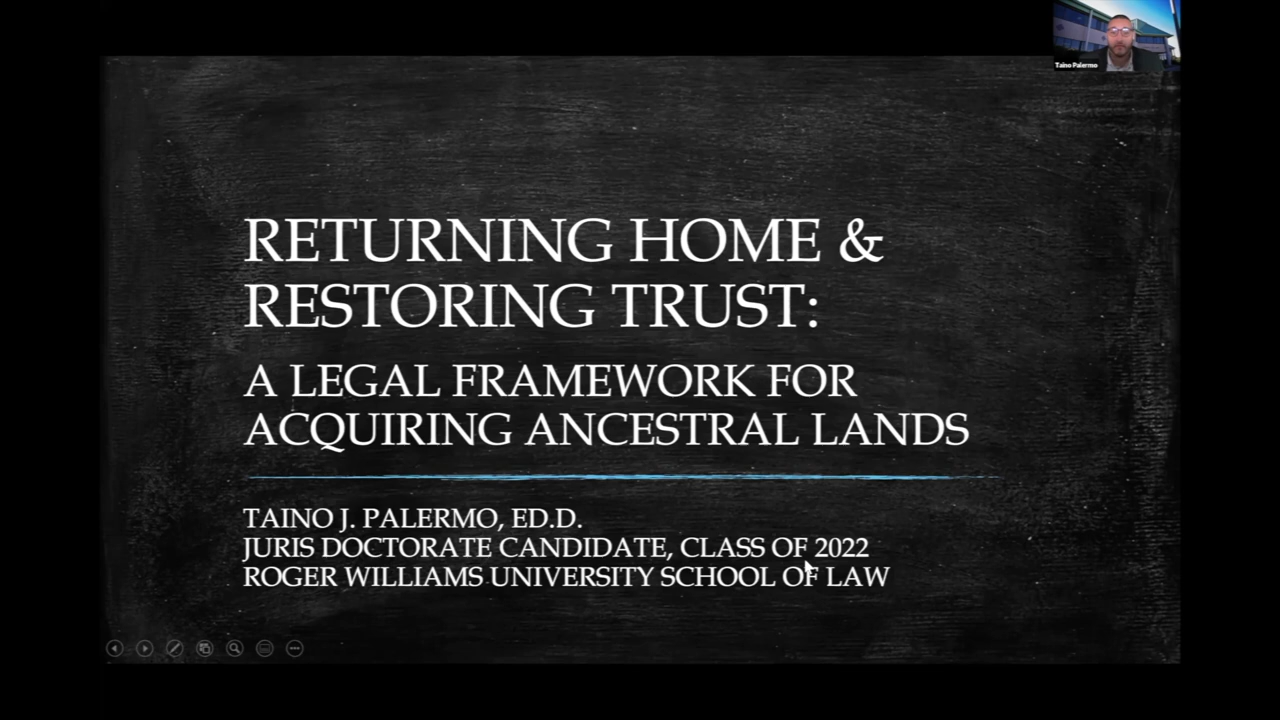 Taino Palermo
RETURNING HOME &
RESTORING TRUST:
A LEGAL FRAMEWORK FOR
ACQUIRING ANCESTRAL LANDS
TAINO J. PALERMO, ED.D.
JURIS DOCTORATE CANDIDATE, CLASS OF 2022
ROGER WILLIAMS UNIVERSITY SCHOOL OF LAW